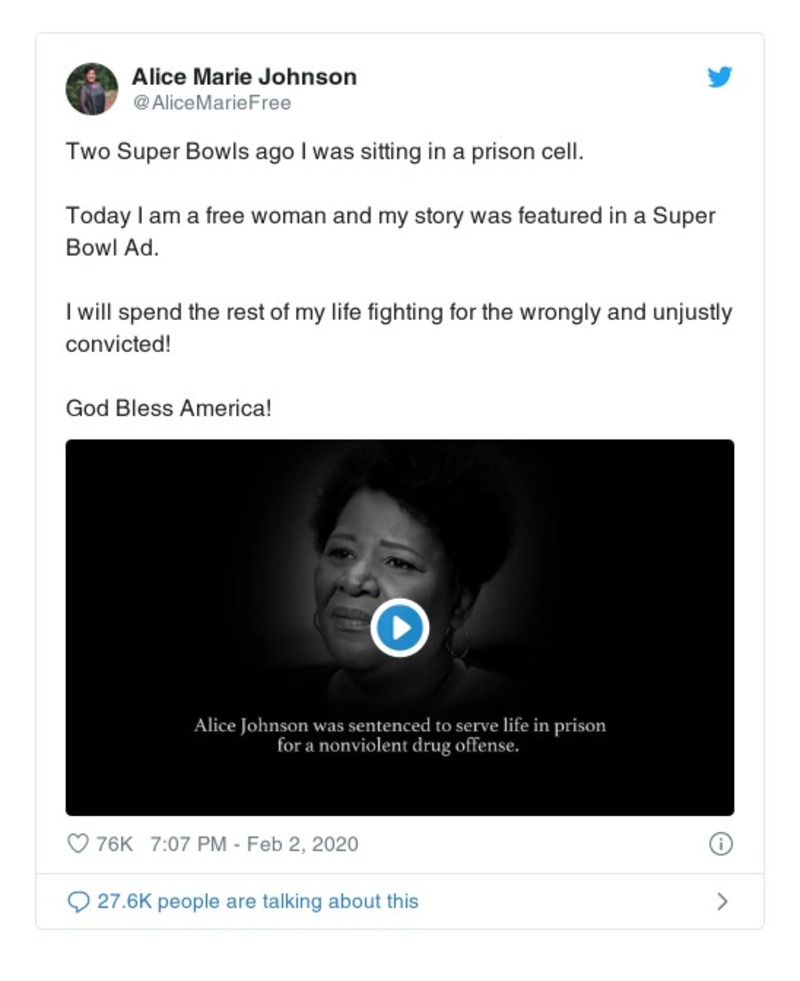 Alice Marie Johnson
@AliceMarieFree
Two Super Bowls ago I was sitting in a prison cell.
Today I am a free woman and my story was featured in a Super
Bowl Ad.
I will spend the rest of my life fighting for the wrongly and unjustly
convicted!
God Bless America!
Alice Johnson was sentenced to serve life in prison
for a nonviolent drug offense.
76K 7:07 PM - Feb 2, 2020
27.6K people are talking about this